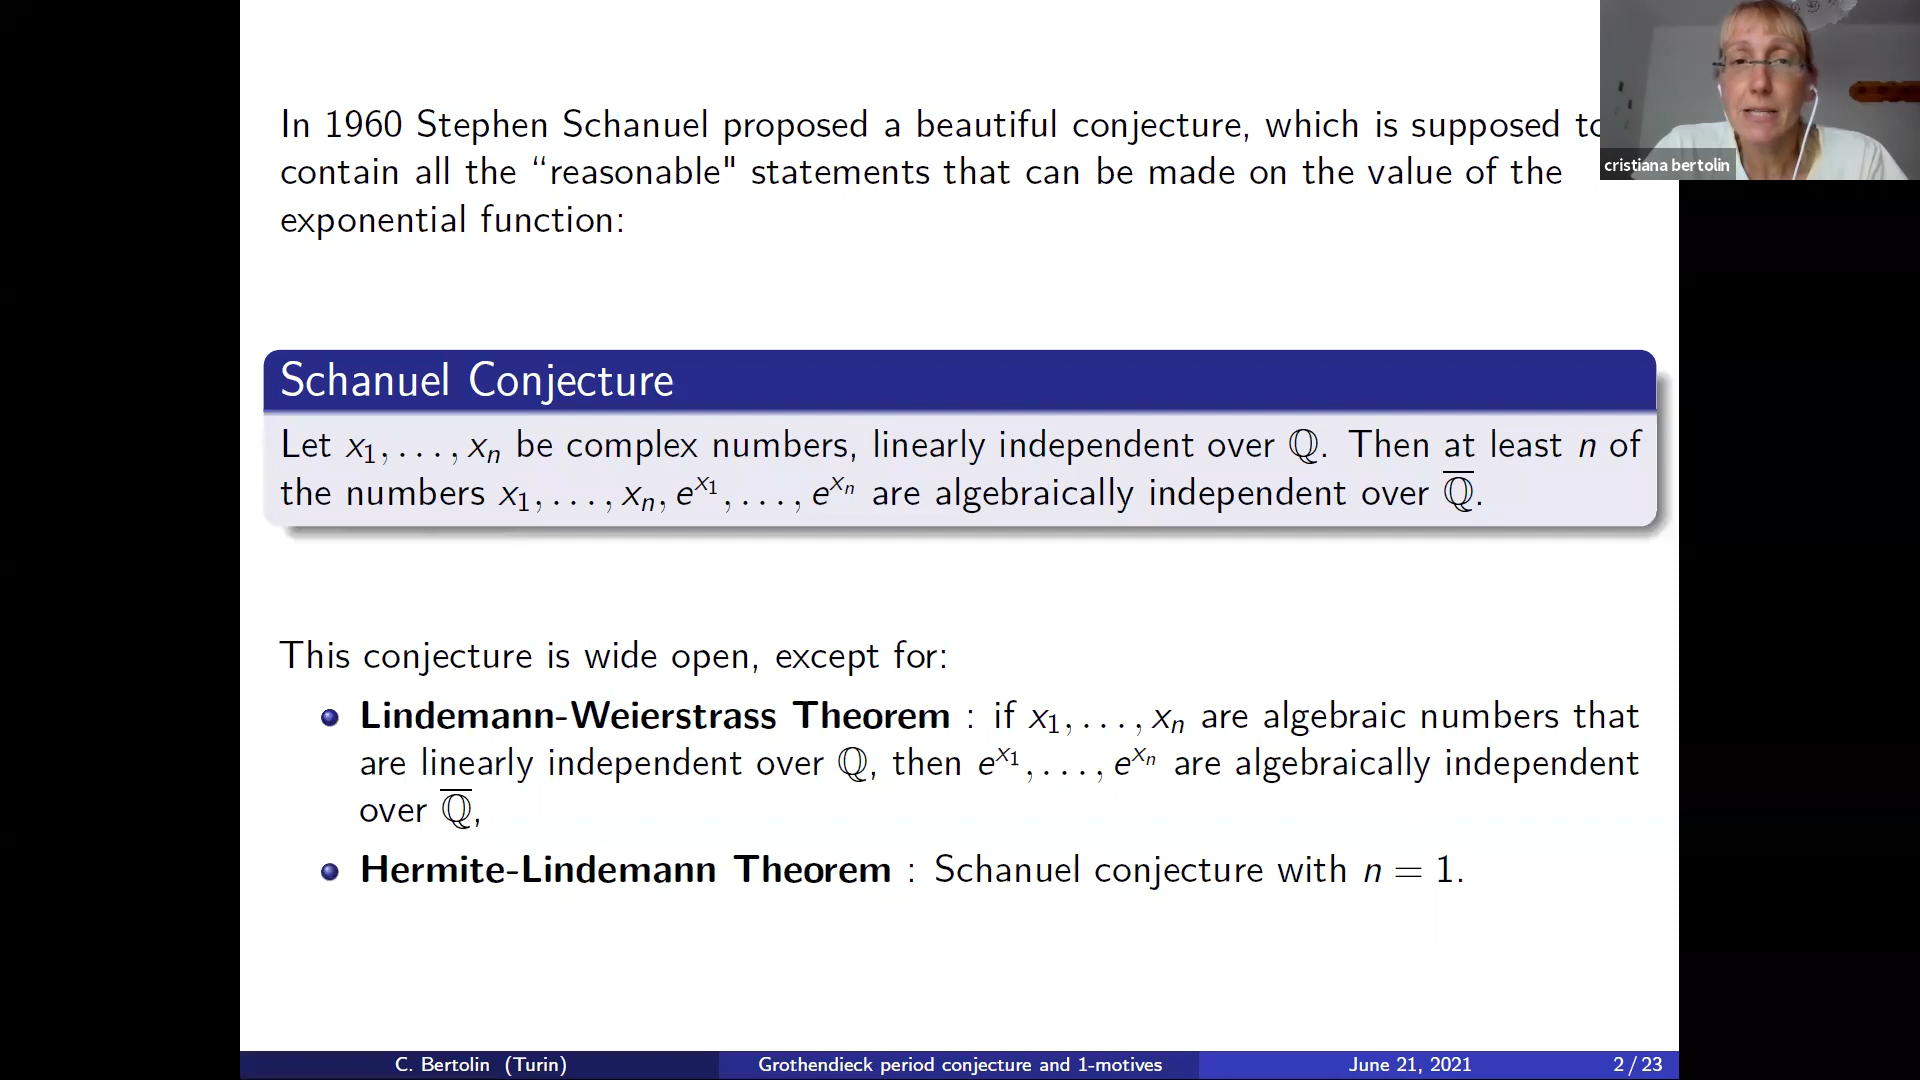 In 1960 Stephen Schanuel proposed a beautiful conjecture, which is supposed to
contain all the “reasonable" statements that can be made on the value of the
exponential function:
cristiana bertolin
Schanuel Conjecture
Let x₁, . . . , xₙ be complex numbers, linearly independent over ℚ. Then at least n of
the numbers x₁, . . . , xₙ, e^{x₁}, . . . , e^{xₙ} are algebraically independent over ℚ̅.
This conjecture is wide open, except for:
Lindemann-Weierstrass Theorem : if x₁, . . . , xₙ are algebraic numbers that
are linearly independent over ℚ, then e^{x₁}, . . . , e^{xₙ} are algebraically independent
over ℚ̅,
Hermite-Lindemann Theorem : Schanuel conjecture with n = 1.
C. Bertolin (Turin) Grothendieck period conjecture and 1-motives June 21, 2021 2 / 23